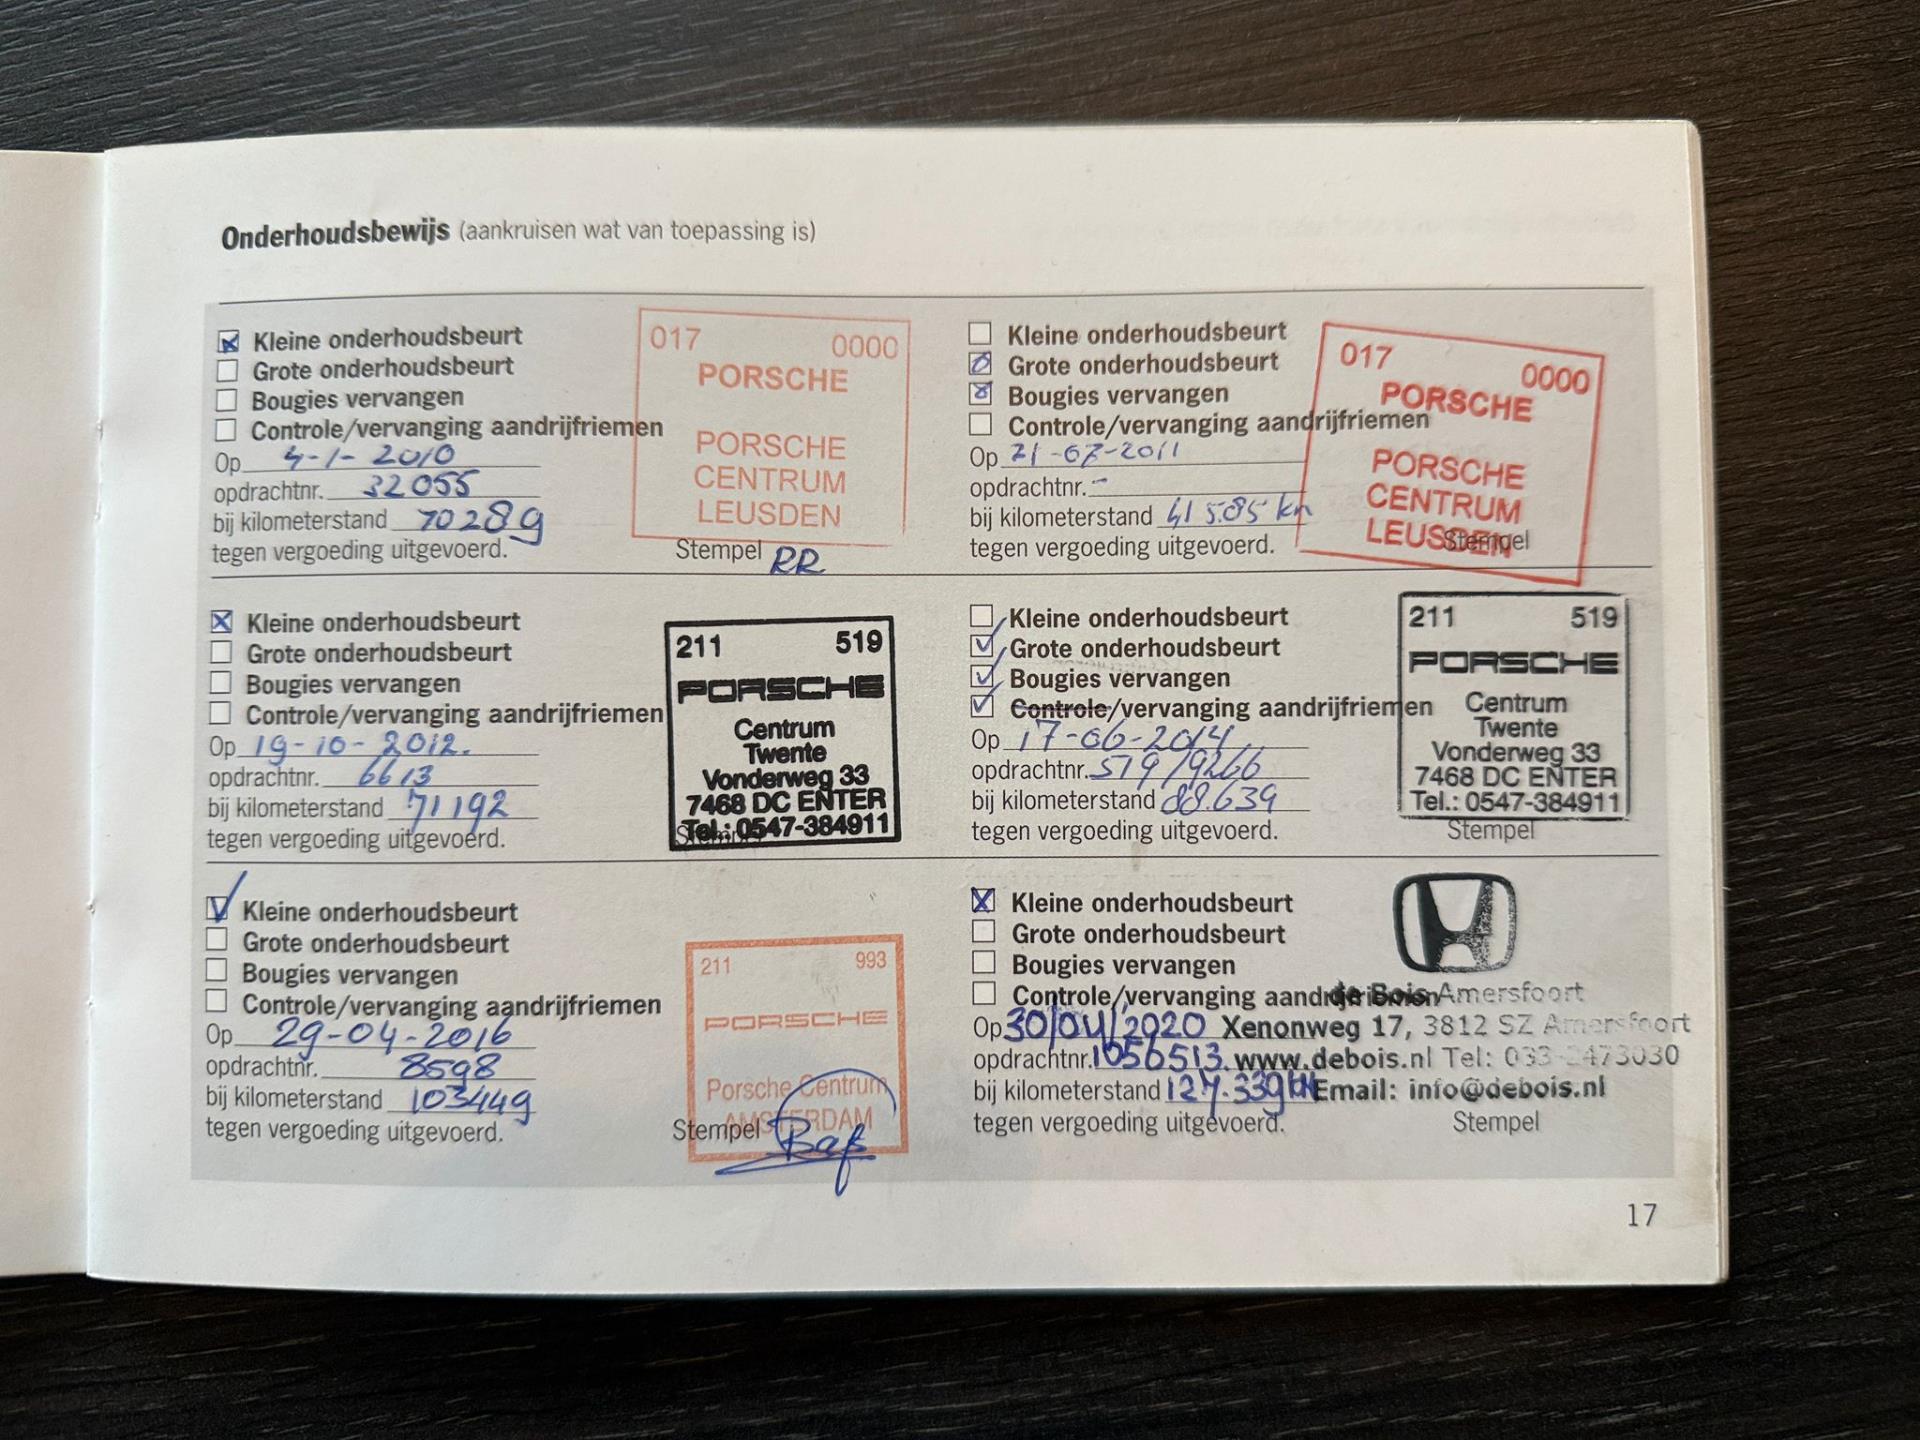 Onderhoudsbewijs (aankruisen wat van toepassing is)
Kleine onderhoudsbeurt
Grote onderhoudsbeurt
Bougies vervangen
Controle/vervanging aandrijfriemen
Op 4-1-2010
opdrachtnr. 32055
bij kilometerstand 70289
tegen vergoeding uitgevoerd.
017 0000
PORSCHE
PORSCHE
CENTRUM
LEUSDEN
Stempel RR
Kleine onderhoudsbeurt
Grote onderhoudsbeurt
Bougies vervangen
Controle/vervanging aandrijfriemen
Op 21-07-2011
opdrachtnr. -
bij kilometerstand 41585 km
tegen vergoeding uitgevoerd.
017 0000
PORSCHE
PORSCHE
CENTRUM
LEUSDEN
Stempel
Kleine onderhoudsbeurt
Grote onderhoudsbeurt
Bougies vervangen
Controle/vervanging aandrijfriemen
Op 19-10-2012.
opdrachtnr. 6613
bij kilometerstand 71192
tegen vergoeding uitgevoerd.
211 519
PORSCHE
Centrum
Twente
Vonderweg 33
7468 DC ENTER
Tel.: 0547-384911
Stempel
Kleine onderhoudsbeurt
Grote onderhoudsbeurt
Bougies vervangen
Controle/vervanging aandrijfriemen
Op 17-06-2014
opdrachtnr. 519/9266
bij kilometerstand 88.639
tegen vergoeding uitgevoerd.
211 519
PORSCHE
Centrum
Twente
Vonderweg 33
7468 DC ENTER
Tel.: 0547-384911
Stempel
Kleine onderhoudsbeurt
Grote onderhoudsbeurt
Bougies vervangen
Controle/vervanging aandrijfriemen
Op 29-04-2016
opdrachtnr. 8598
bij kilometerstand 103449
tegen vergoeding uitgevoerd.
211 993
PORSCHE
Porsche Centrum
AMSTERDAM
Stempel
Kleine onderhoudsbeurt
Grote onderhoudsbeurt
Bougies vervangen
Controle/vervanging aandrijfriemen
Op 30/04/2020
opdrachtnr. 1056513.
bij kilometerstand 127.339 km
tegen vergoeding uitgevoerd.
de Bois Amersfoort
Xenonweg 17, 3812 SZ Amersfoort
www.debois.nl Tel: 033-2473030
Email: info@debois.nl
Stempel
17